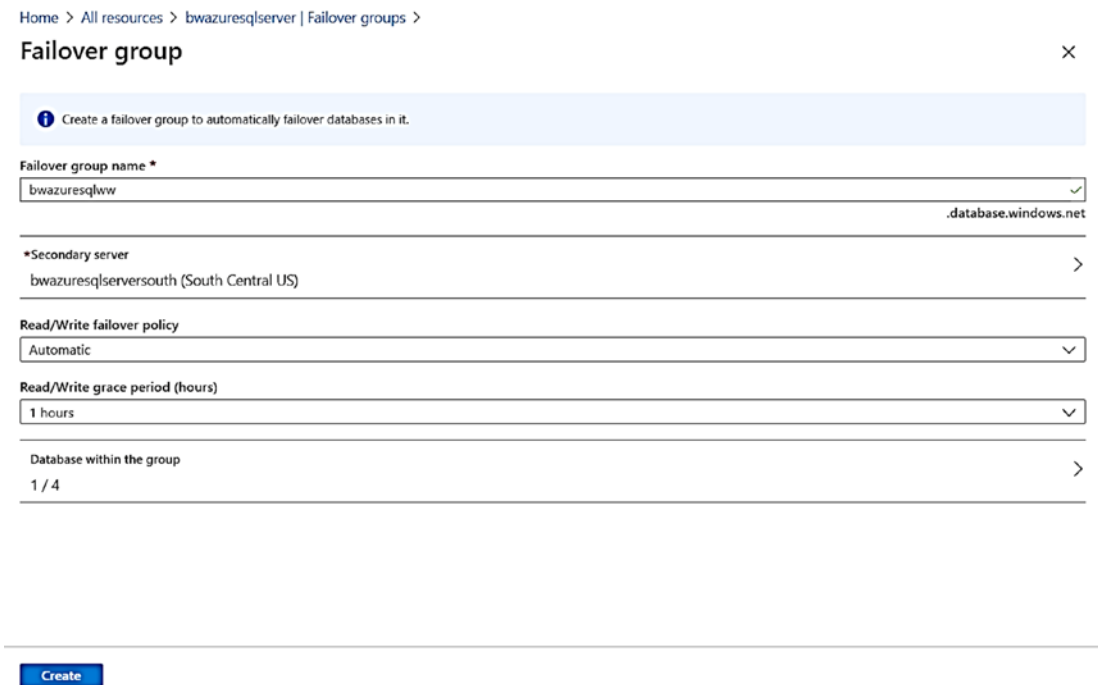 Home > All resources > bwazuresqlserver | Failover groups >
Failover group
Create a failover group to automatically failover databases in it.
Failover group name *
bwazuresqlww
.database.windows.net
*Secondary server
bwazuresqlserversouth (South Central US)
Read/Write failover policy
Automatic
Read/Write grace period (hours)
1 hours
Database within the group
1 / 4
Create